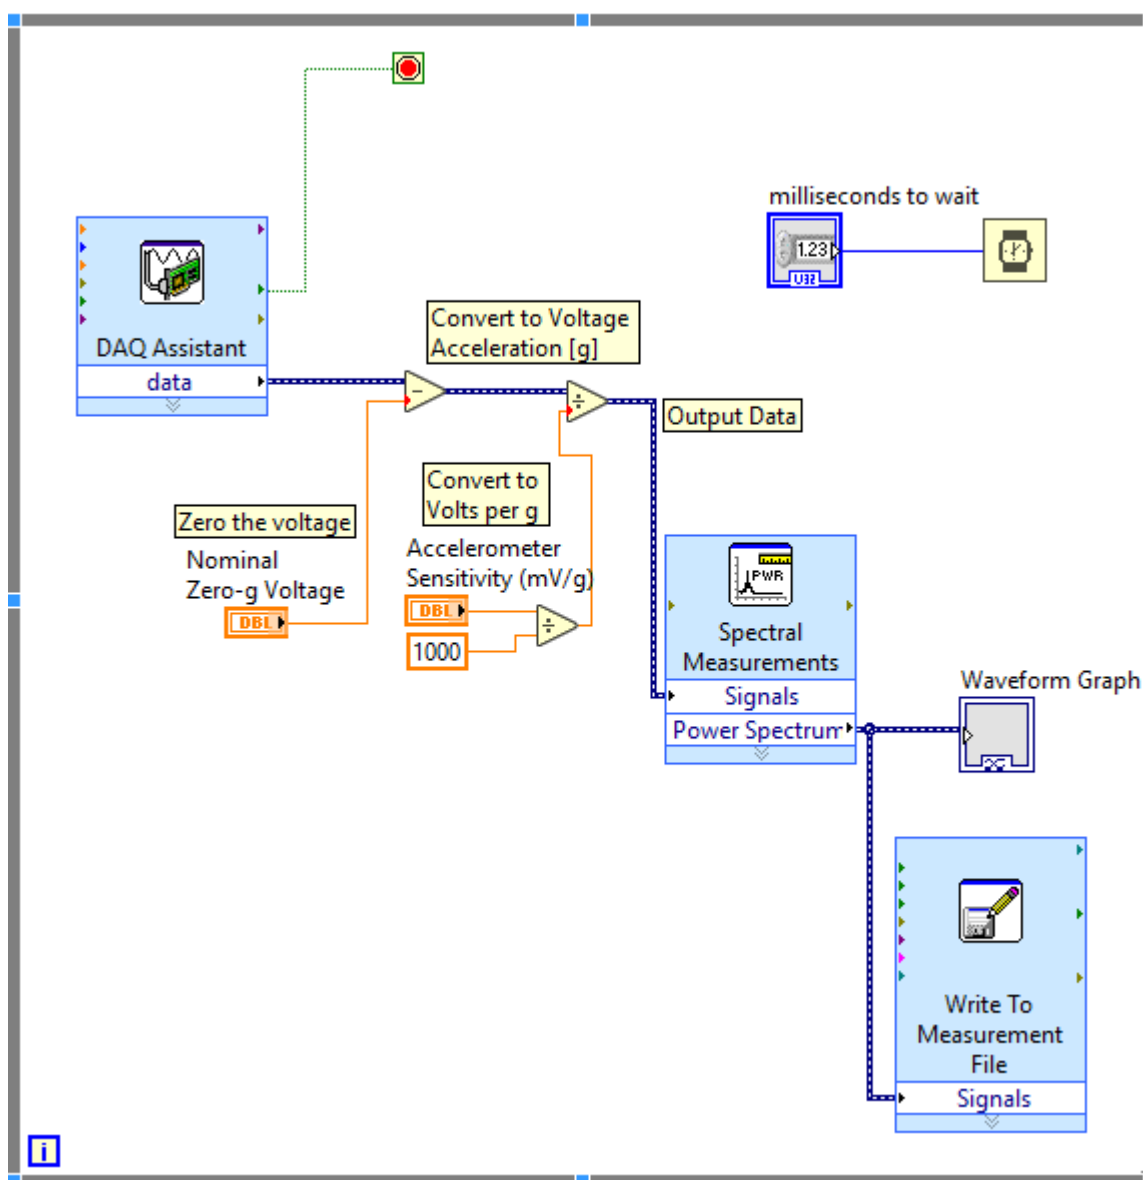 milliseconds to wait
1.23
U32
DAQ Assistant
data
Convert to Voltage
Acceleration [g]
-
÷
Output Data
Zero the voltage
Nominal
Zero-g Voltage
DBL
Convert to
Volts per g
Accelerometer
Sensitivity (mV/g)
DBL
÷
1000
PWR
Spectral
Measurements
Signals
Power Spectrum
Waveform Graph
Write To
Measurement
File
Signals
i